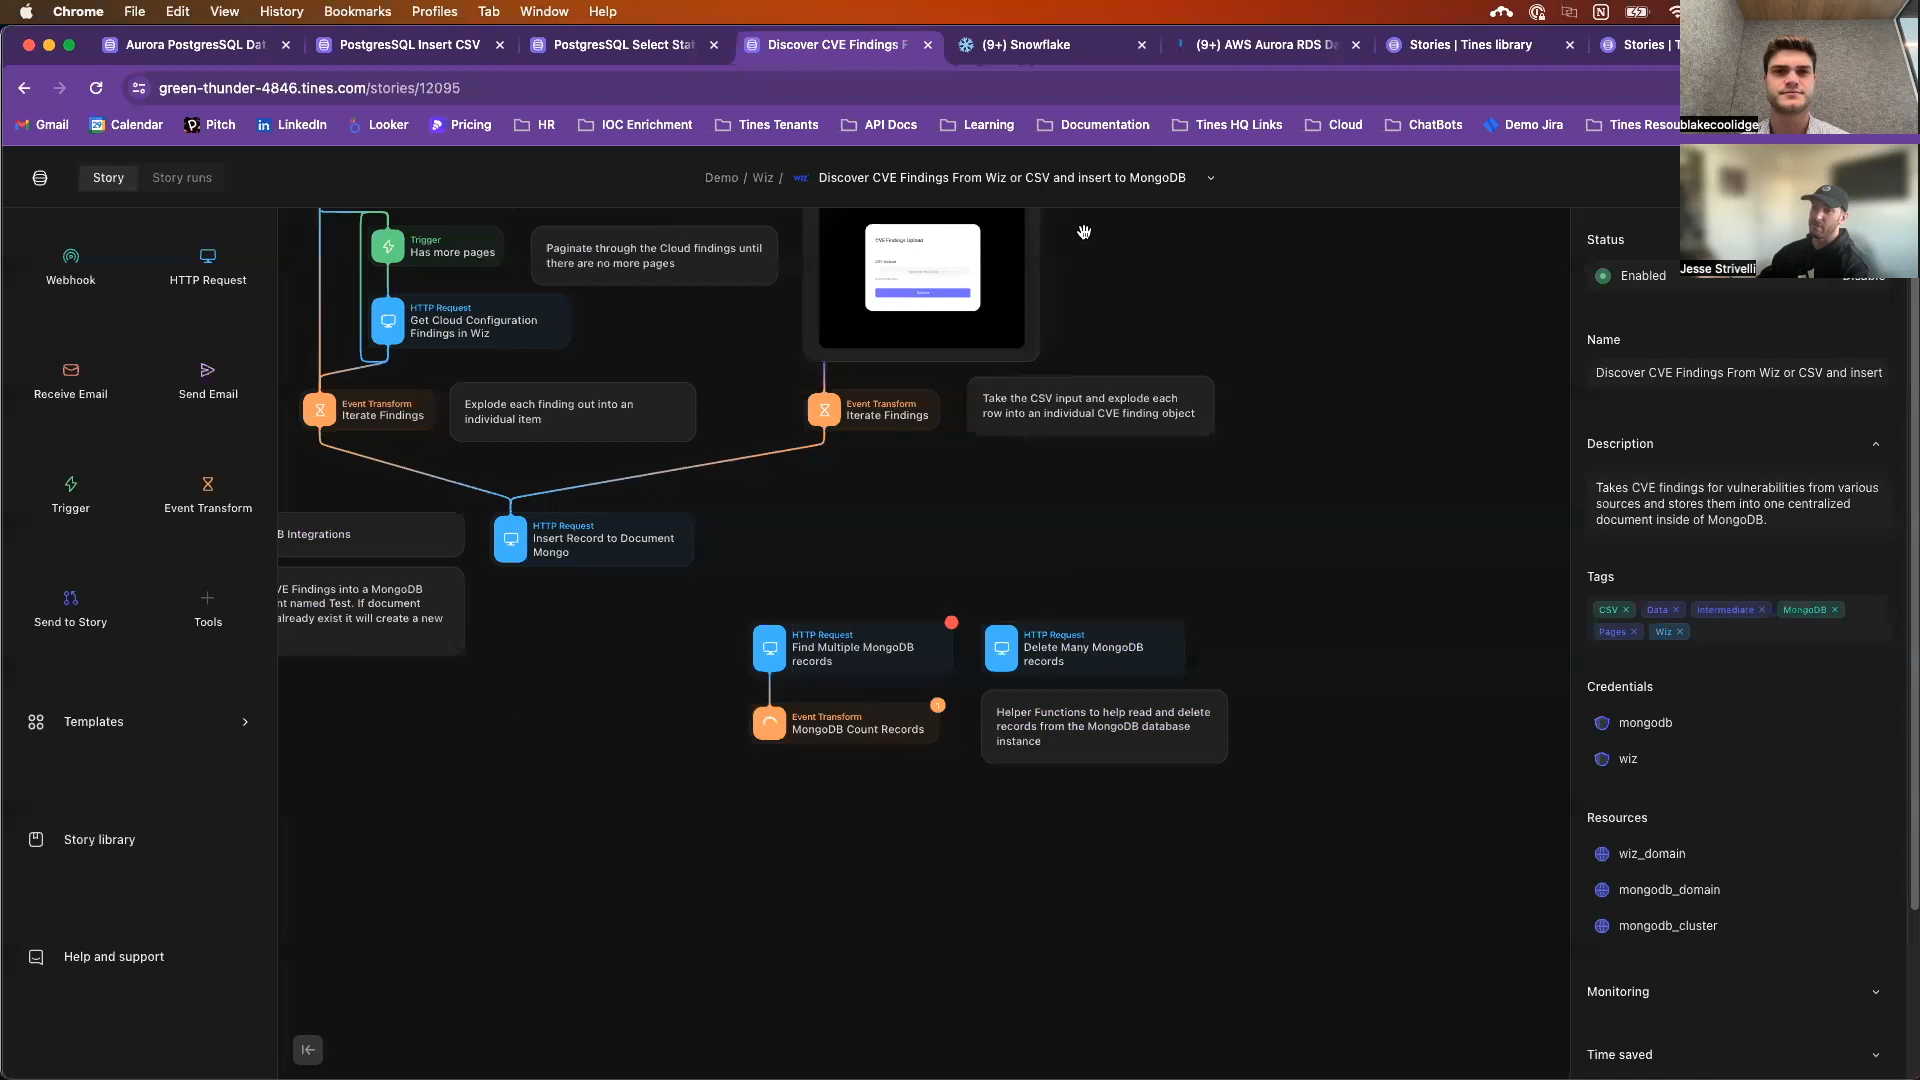 Chrome File Edit View History Bookmarks Profiles Tab Window Help
Aurora PostgresSQL Dat
PostgresSQL Insert CSV
PostgresSQL Select Sta
Discover CVE Findings F
(9+) Snowflake
(9+) AWS Aurora RDS D
Stories | Tines library
Stories | T
green-thunder-4846.tines.com/stories/12095
Gmail Calendar Pitch LinkedIn Looker Pricing HR IOC Enrichment Tines Tenants API Docs Learning Documentation Tines HQ Links Cloud ChatBots Demo Jira Tines Resou
blakecoolidge
Jesse Strivelli
Story Story runs
Demo / Wiz / WIZ Discover CVE Findings From Wiz or CSV and insert to MongoDB
Webhook
HTTP Request
Receive Email
Send Email
Trigger
Event Transform
Send to Story
Tools
Templates
Story library
Help and support
Trigger
Has more pages
Paginate through the Cloud findings until
there are no more pages
HTTP Request
Get Cloud Configuration
Findings in Wiz
CVE Findings Upload
Event Transform
Iterate Findings
Explode each finding out into an
individual item
Event Transform
Iterate Findings
Take the CSV input and explode each
row into an individual CVE finding object
B Integrations
HTTP Request
Insert Record to Document
Mongo
VE Findings into a MongoDB
nt named Test. If document
already exist it will create a new
HTTP Request
Find Multiple MongoDB
records
HTTP Request
Delete Many MongoDB
records
Event Transform
MongoDB Count Records
Helper Functions to help read and delete
records from the MongoDB database
instance
Status
Enabled
Name
Discover CVE Findings From Wiz or CSV and insert
Description
Takes CVE findings for vulnerabilities from various
sources and stores them into one centralized
document inside of MongoDB.
Tags
CSV Data Intermediate MongoDB
Pages Wiz
Credentials
mongodb
wiz
Resources
wiz_domain
mongodb_domain
mongodb_cluster
Monitoring
Time saved